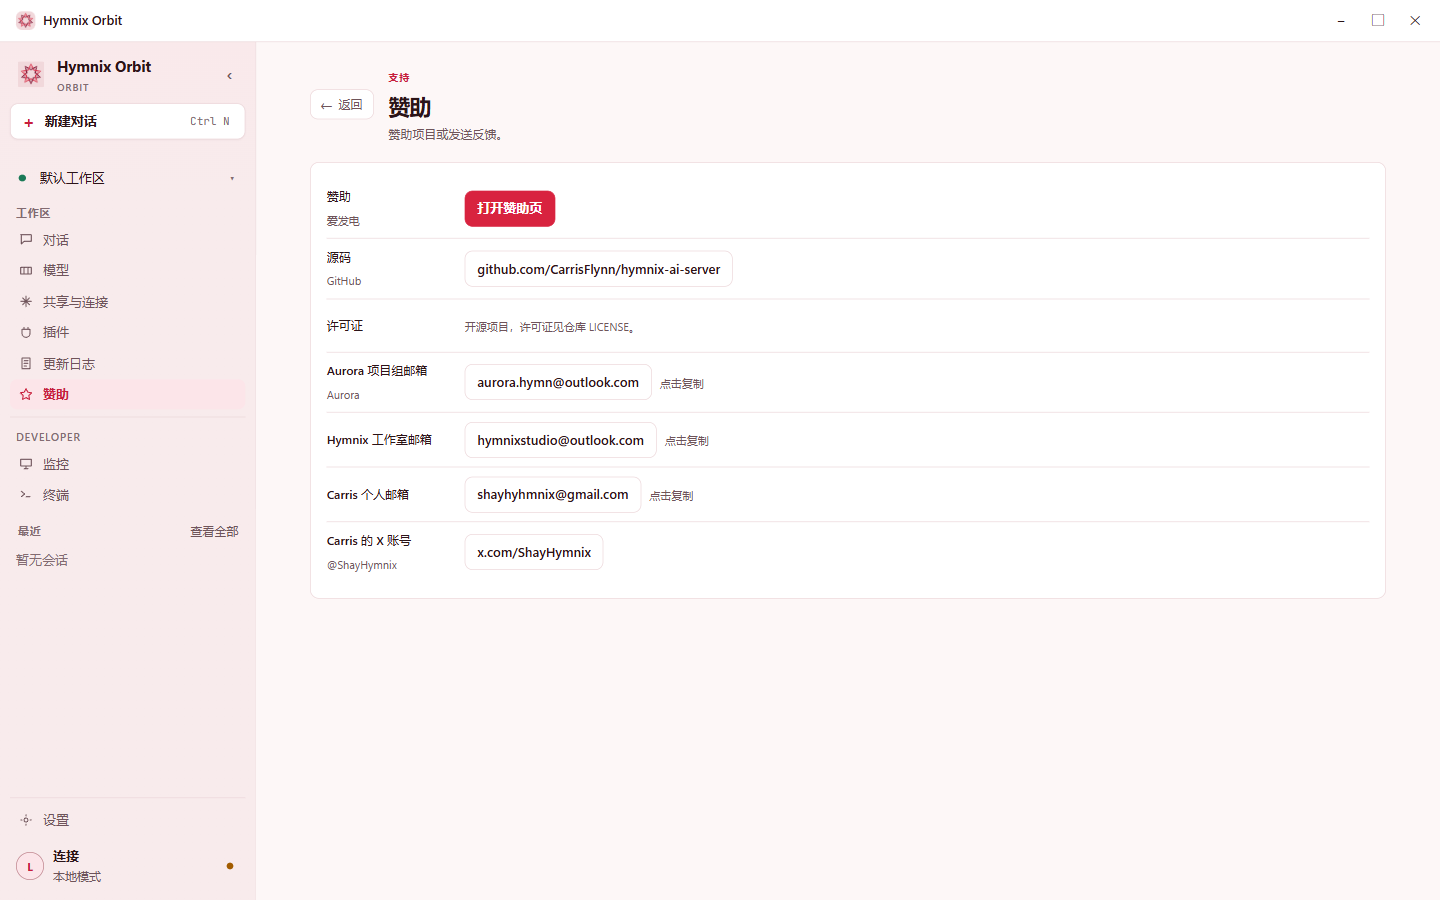 Hymnix Orbit
Hymnix Orbit
ORBIT
+ 新建对话 Ctrl N
默认工作区
工作区
对话
模型
共享与连接
插件
更新日志
赞助
DEVELOPER
监控
终端
最近 查看全部
暂无会话
设置
L
连接
本地模式
← 返回
支持
赞助
赞助项目或发送反馈。
赞助
爱发电
打开赞助页
源码
GitHub
github.com/CarrisFlynn/hymnix-ai-server
许可证
开源项目，许可证见仓库 LICENSE。
Aurora 项目组邮箱
Aurora
aurora.hymn@outlook.com 点击复制
Hymnix 工作室邮箱
hymnixstudio@outlook.com 点击复制
Carris 个人邮箱
shayhyhmnix@gmail.com 点击复制
Carris 的 X 账号
@ShayHymnix
x.com/ShayHymnix